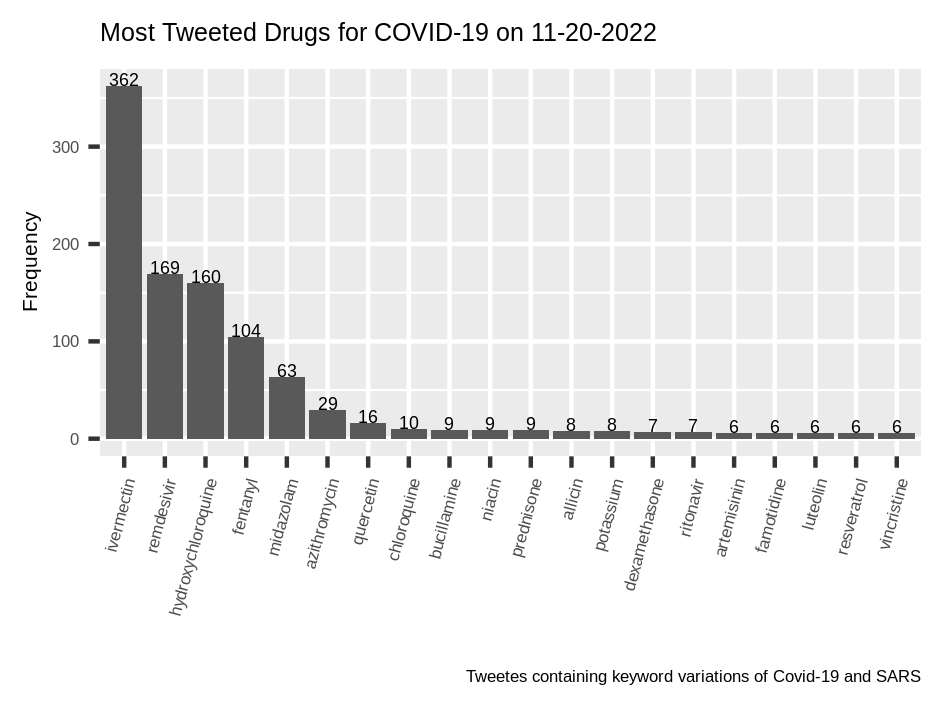 Most Tweeted Drugs for COVID-19 on 11-20-2022
Frequency
300
200
100
0
362
169
160
104
63
29
16
10
9
9
9
8
8
7
7
6
6
6
6
6
ivermectin
remdesivir
hydroxychloroquine
fentanyl
midazolam
azithromycin
quercetin
chloroquine
bucillamine
niacin
prednisone
allicin
potassium
dexamethasone
ritonavir
artemisinin
famotidine
luteolin
resveratrol
vincristine
Tweetes containing keyword variations of Covid-19 and SARS